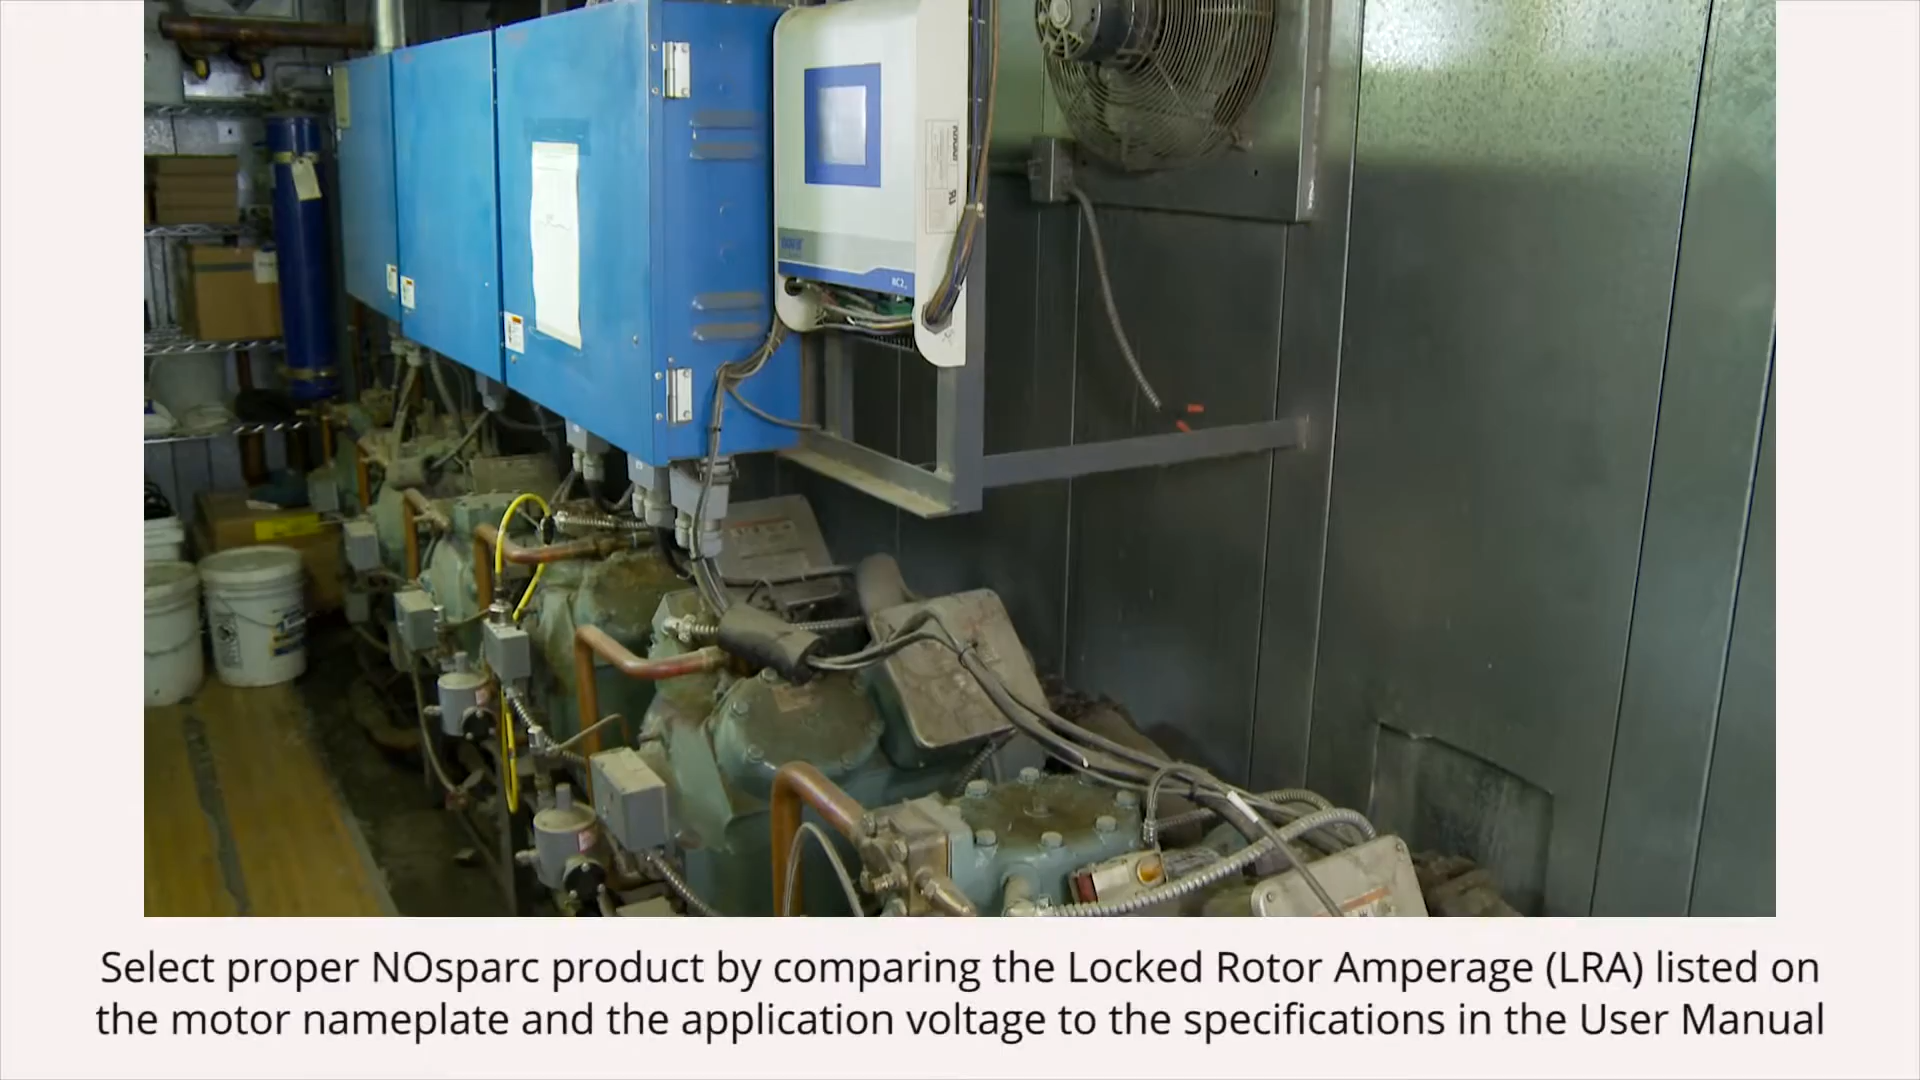 RC2
Select proper NOsparc product by comparing the Locked Rotor Amperage (LRA) listed on
the motor nameplate and the application voltage to the specifications in the User Manual